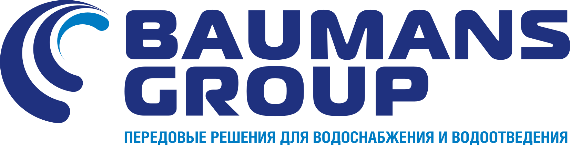 BAUMANS
GROUP
ПЕРЕДОВЫЕ РЕШЕНИЯ ДЛЯ ВОДОСНАБЖЕНИЯ И ВОДООТВЕДЕНИЯ